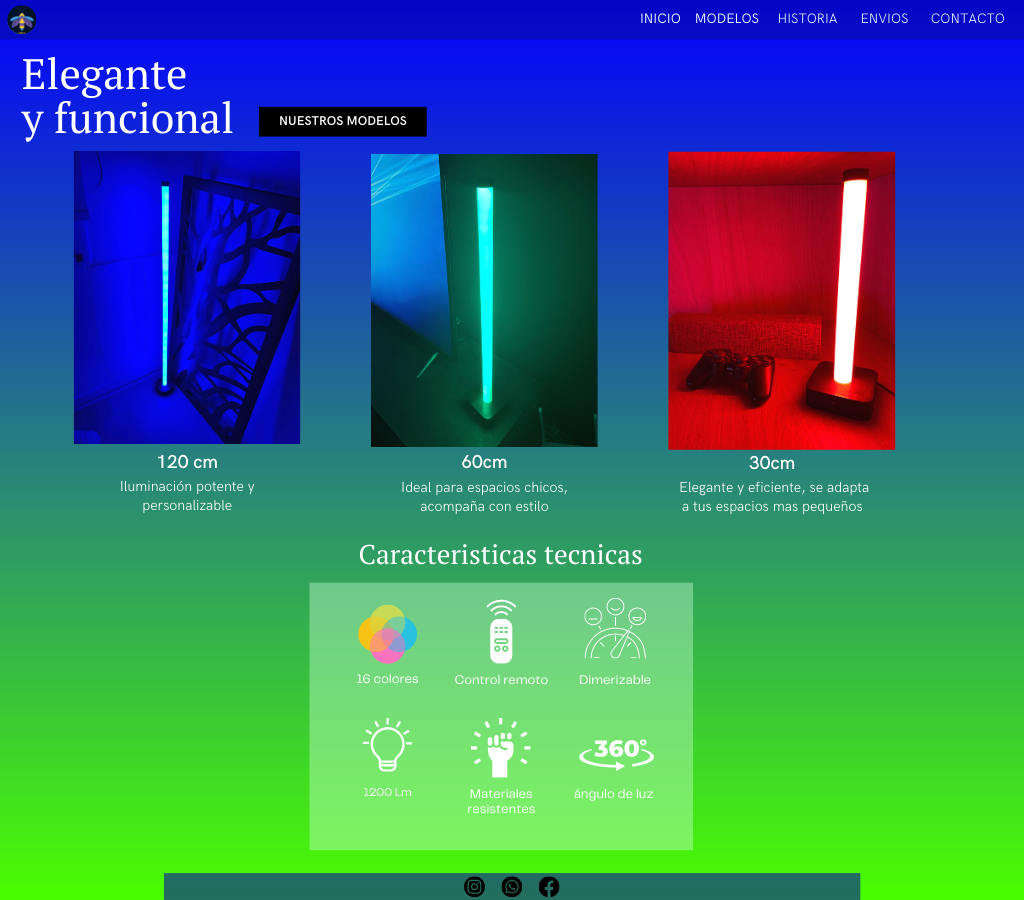 INICIO MODELOS HISTORIA ENVIOS CONTACTO
Elegante
y funcional
NUESTROS MODELOS
120 cm
Iluminación potente y
personalizable
60cm
Ideal para espacios chicos,
acompaña con estilo
30cm
Elegante y eficiente, se adapta
a tus espacios mas pequeños
Caracteristicas tecnicas
16 colores
Control remoto
Dimerizable
1200 Lm
Materiales
resistentes
360°
ángulo de luz